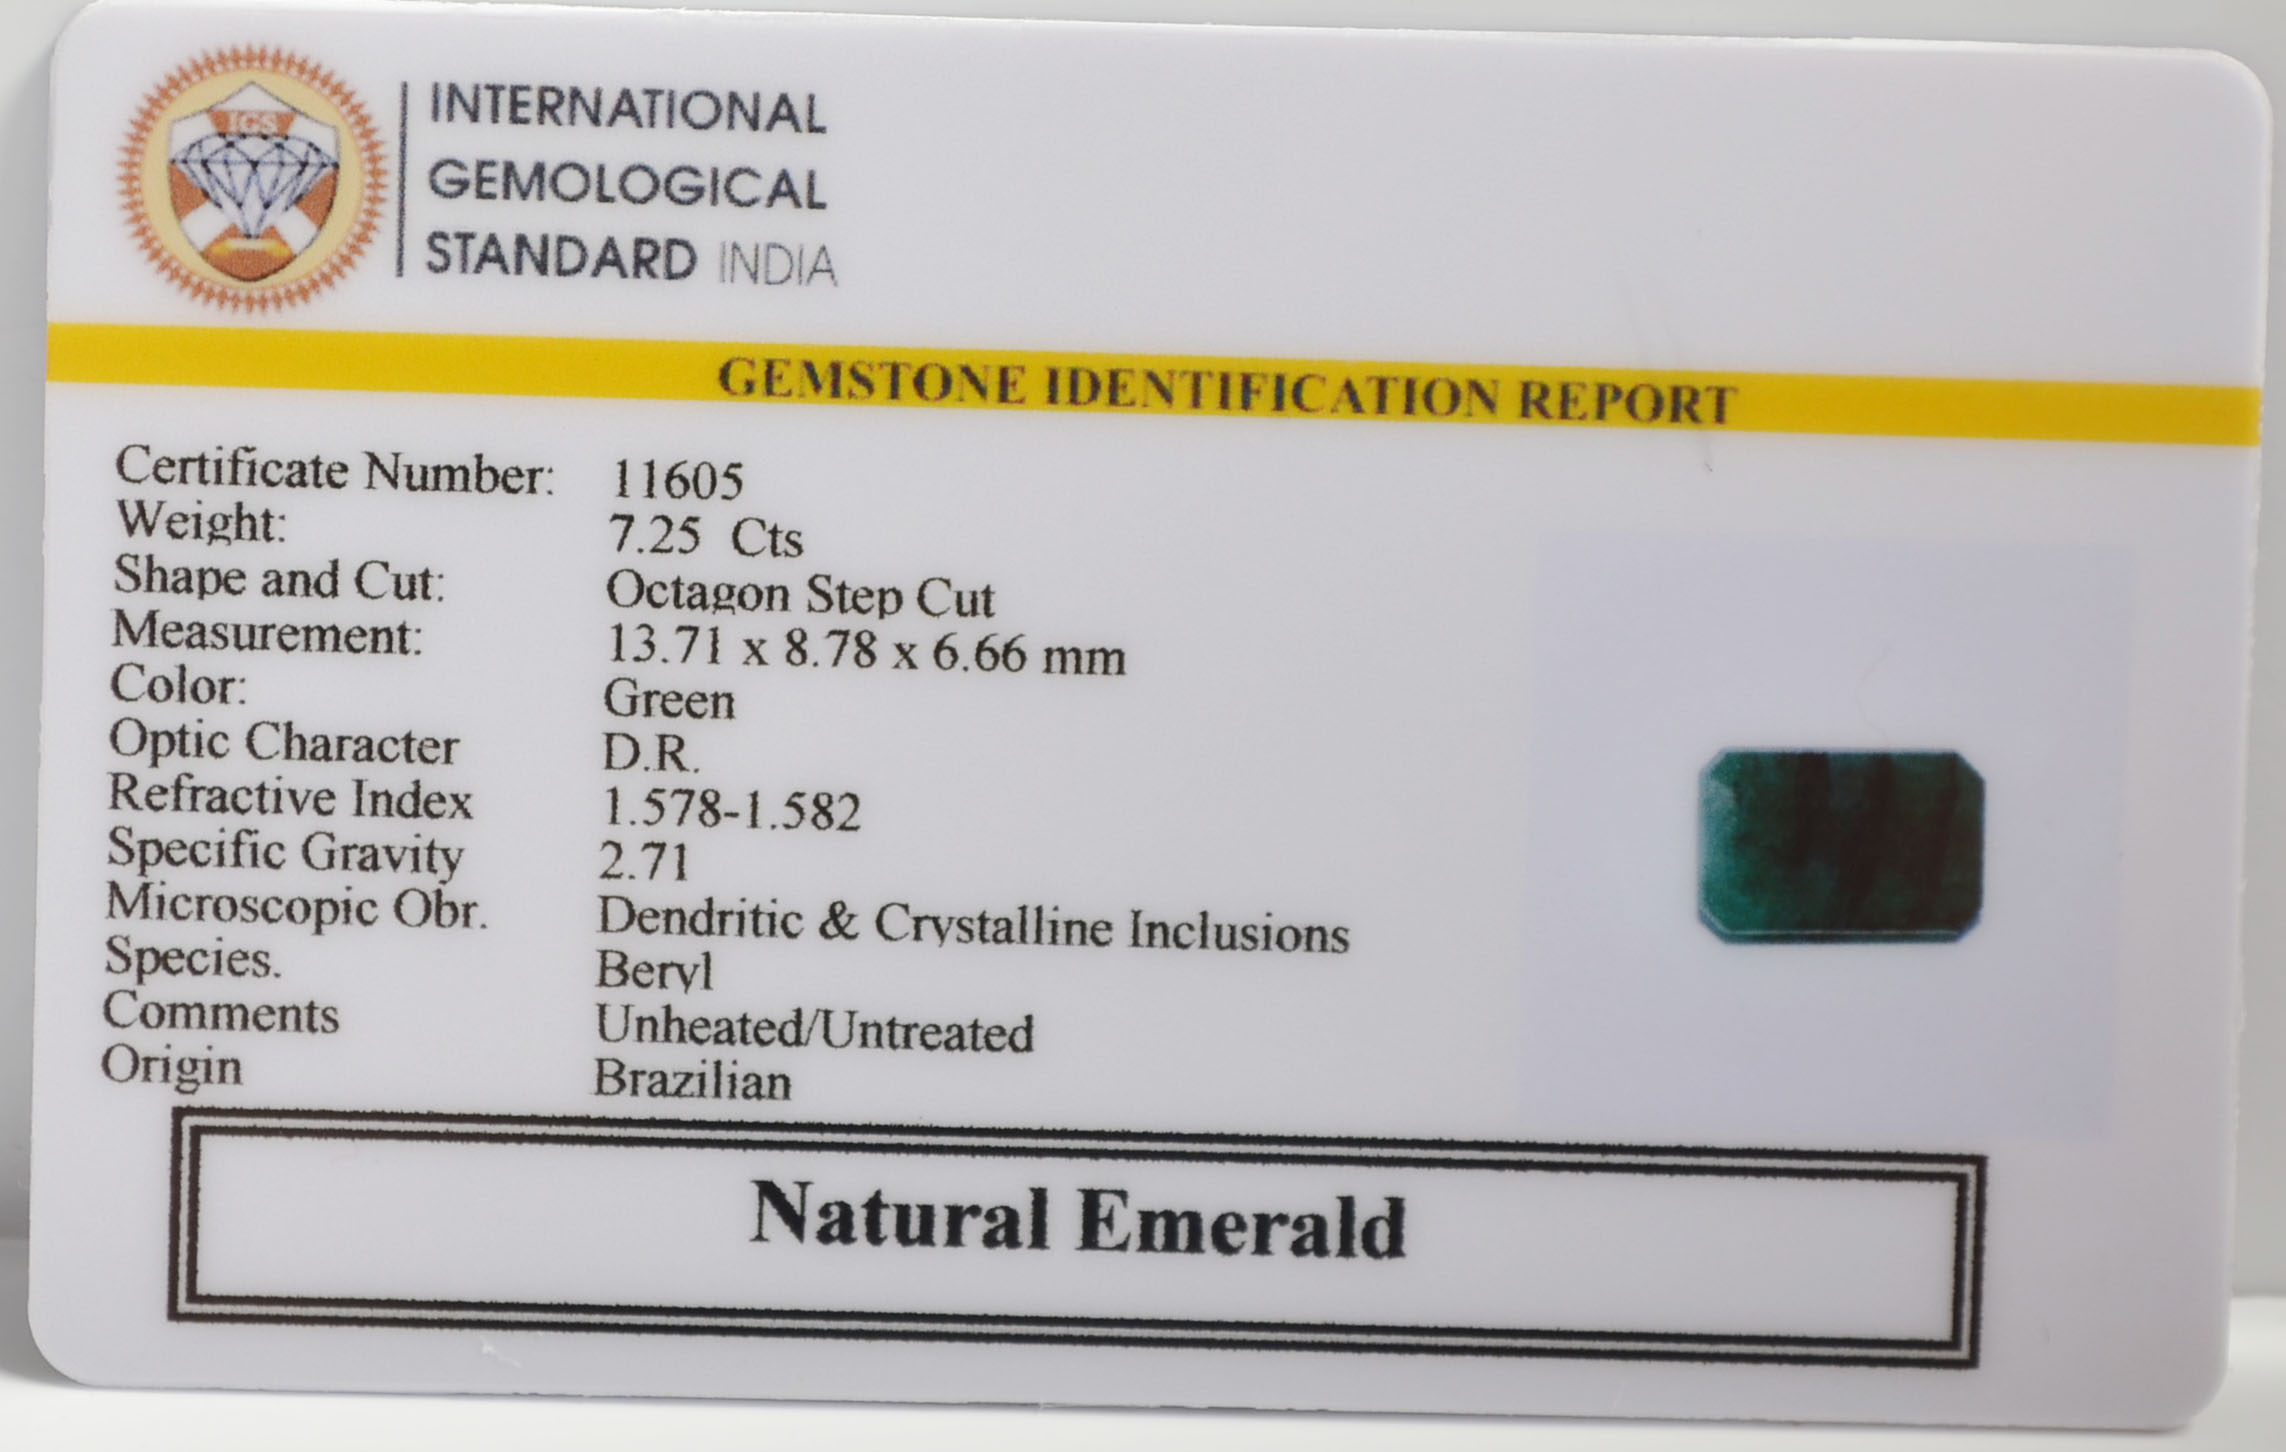 IGS
INTERNATIONAL
GEMOLOGICAL
STANDARD INDIA
GEMSTONE IDENTIFICATION REPORT
Certificate Number: 11605
Weight: 7.25 Cts
Shape and Cut: Octagon Step Cut
Measurement: 13.71 x 8.78 x 6.66 mm
Color: Green
Optic Character D.R.
Refractive Index 1.578-1.582
Specific Gravity 2.71
Microscopic Obr. Dendritic & Crystalline Inclusions
Species. Beryl
Comments Unheated/Untreated
Origin Brazilian
Natural Emerald